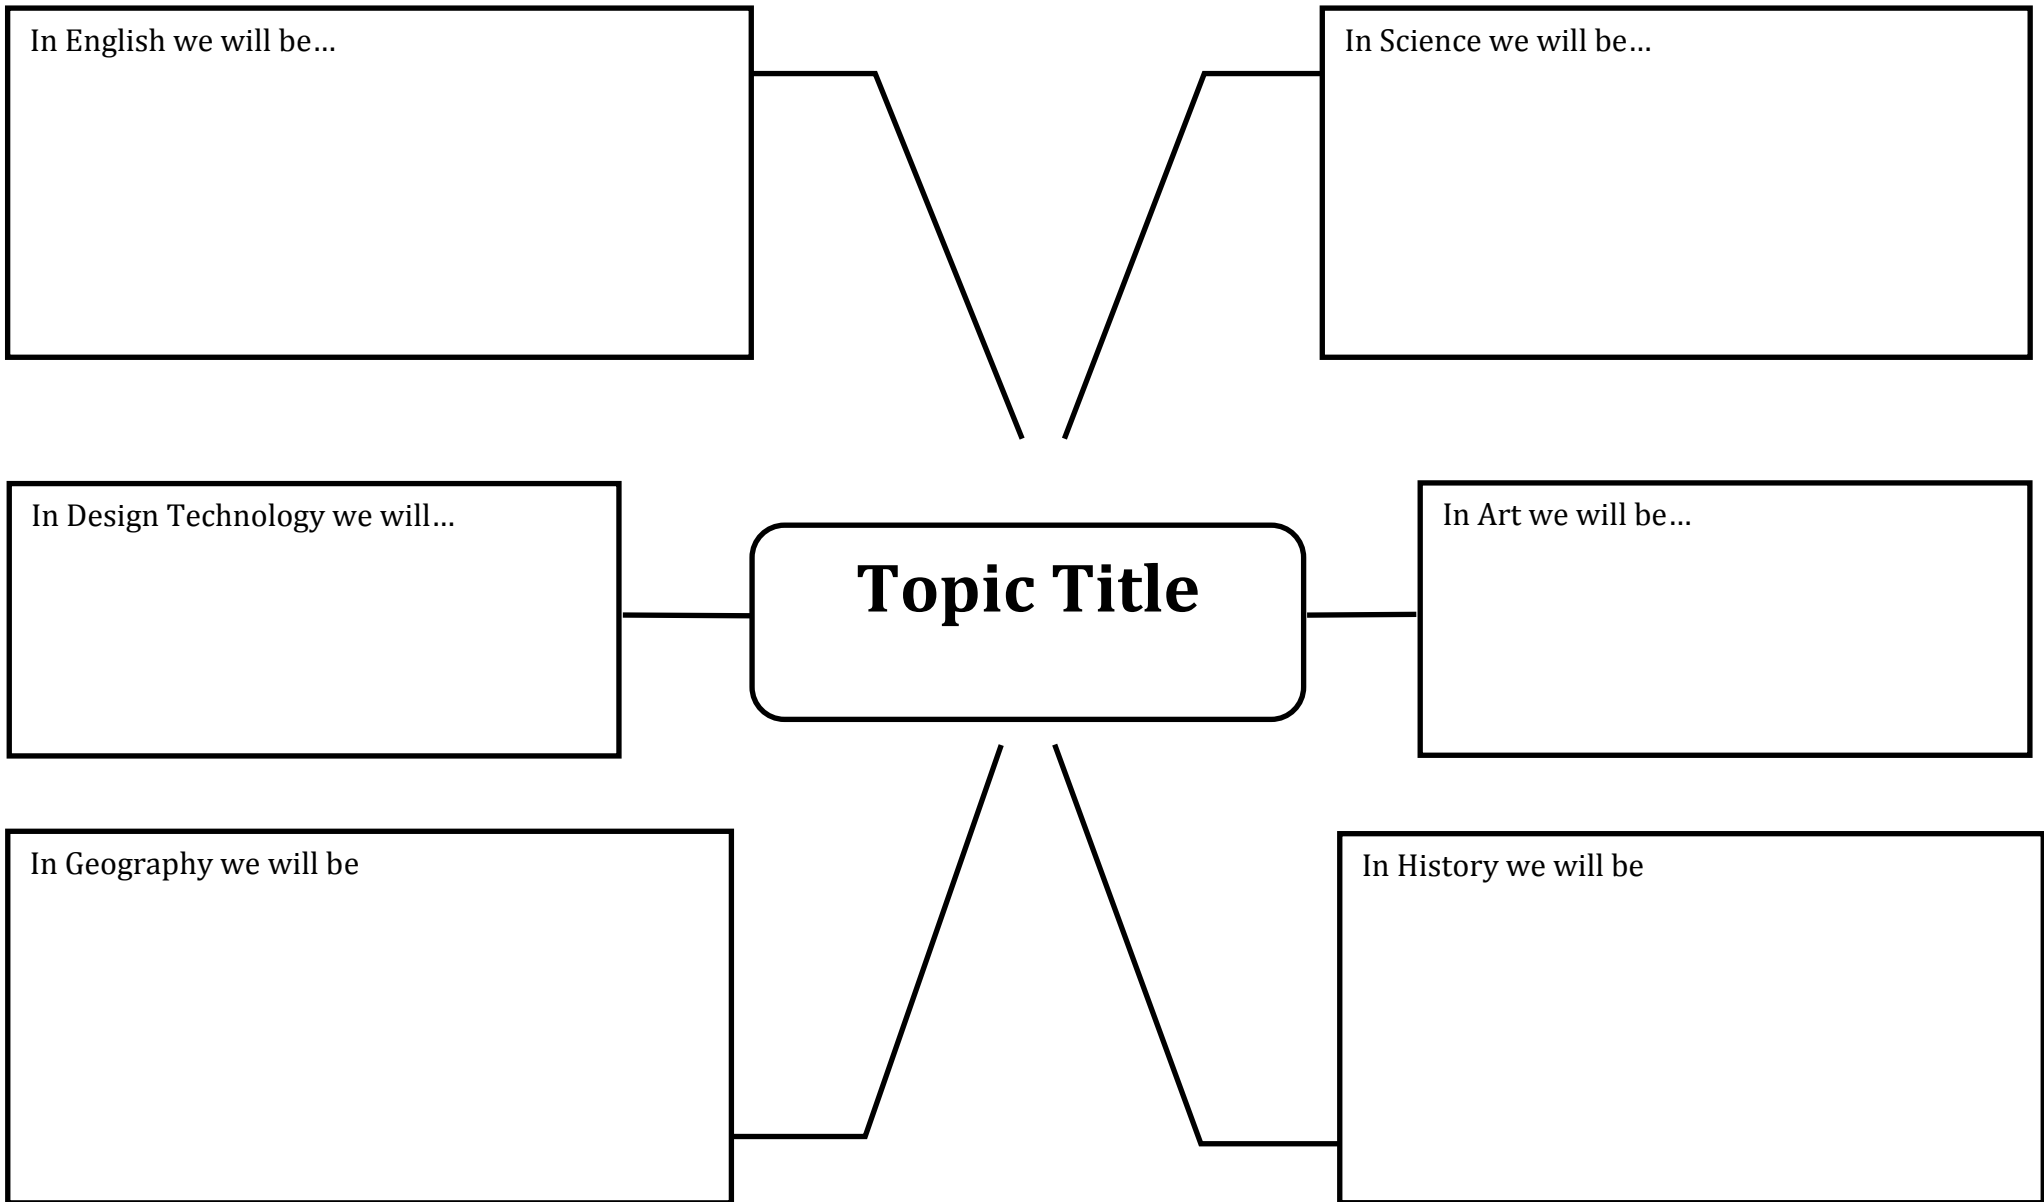 In English we will be…
In Science we will be…
In Design Technology we will…
Topic Title
In Art we will be…
In Geography we will be
In History we will be